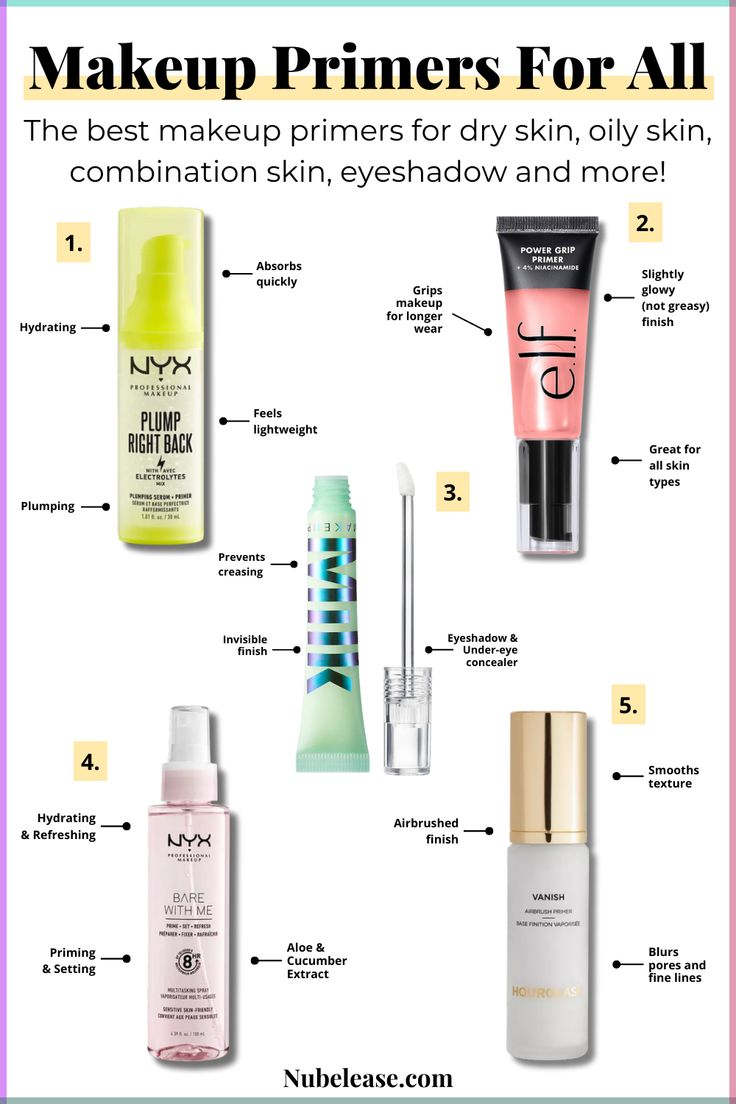 Makeup Primers For All
The best makeup primers for dry skin, oily skin,
combination skin, eyeshadow and more!
1.
Absorbs
quickly
Hydrating
Feels
lightweight
Plumping
NYX
PROFESSIONAL
MAKEUP
PLUMP
RIGHT BACK
WITH • AVEC
ELECTROLYTES
MIX
PLUMPING SERUM + PRIMER
SÉRUM ET BASE PERFECTRICE
RAFFERMISSANTS
1.01 fl oz / 30 mL
2.
POWER GRIP
PRIMER
+ 4% NIACINAMIDE
e.l.f.
Grips
makeup
for longer
wear
Slightly
glowy
(not greasy)
finish
Great for
all skin
types
3.
Prevents
creasing
Invisible
finish
Eyeshadow &
Under-eye
concealer
MAKEUP
MILK
4.
Hydrating
& Refreshing
Priming
& Setting
Aloe &
Cucumber
Extract
NYX
PROFESSIONAL
MAKEUP
BARE
WITH ME
PRIME • SET • REFRESH
PRÉPARER • FIXER • RAFRAÎCHIR
8HR
MULTITASKING SPRAY
VAPORISATEUR MULTI-USAGES
SENSITIVE SKIN-FRIENDLY
CONVIENT AUX PEAUX SENSIBLES
5.
Smooths
texture
Airbrushed
finish
Blurs
pores and
fine lines
VANISH
AIRBRUSH PRIMER
BASE FINITION VAPORISÉE
HOURGLASS
Nubelease.com